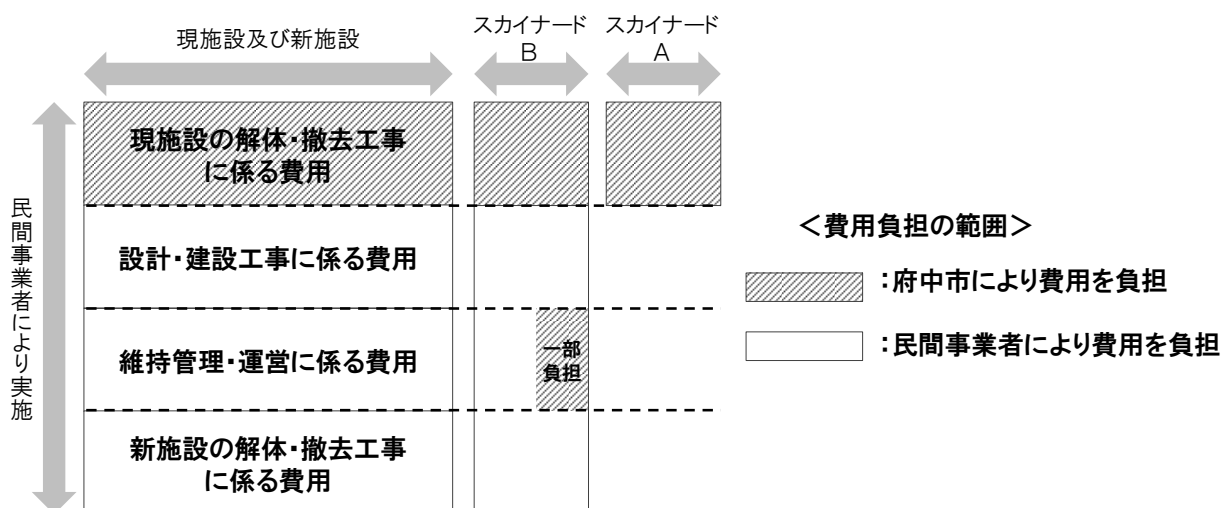 現施設及び新施設
スカイナード
B
スカイナード
A
民間事業者により実施
現施設の解体・撤去工事
に係る費用
設計・建設工事に係る費用
維持管理・運営に係る費用
一部
負担
新施設の解体・撤去工事
に係る費用
＜費用負担の範囲＞
：府中市により費用を負担
：民間事業者により費用を負担